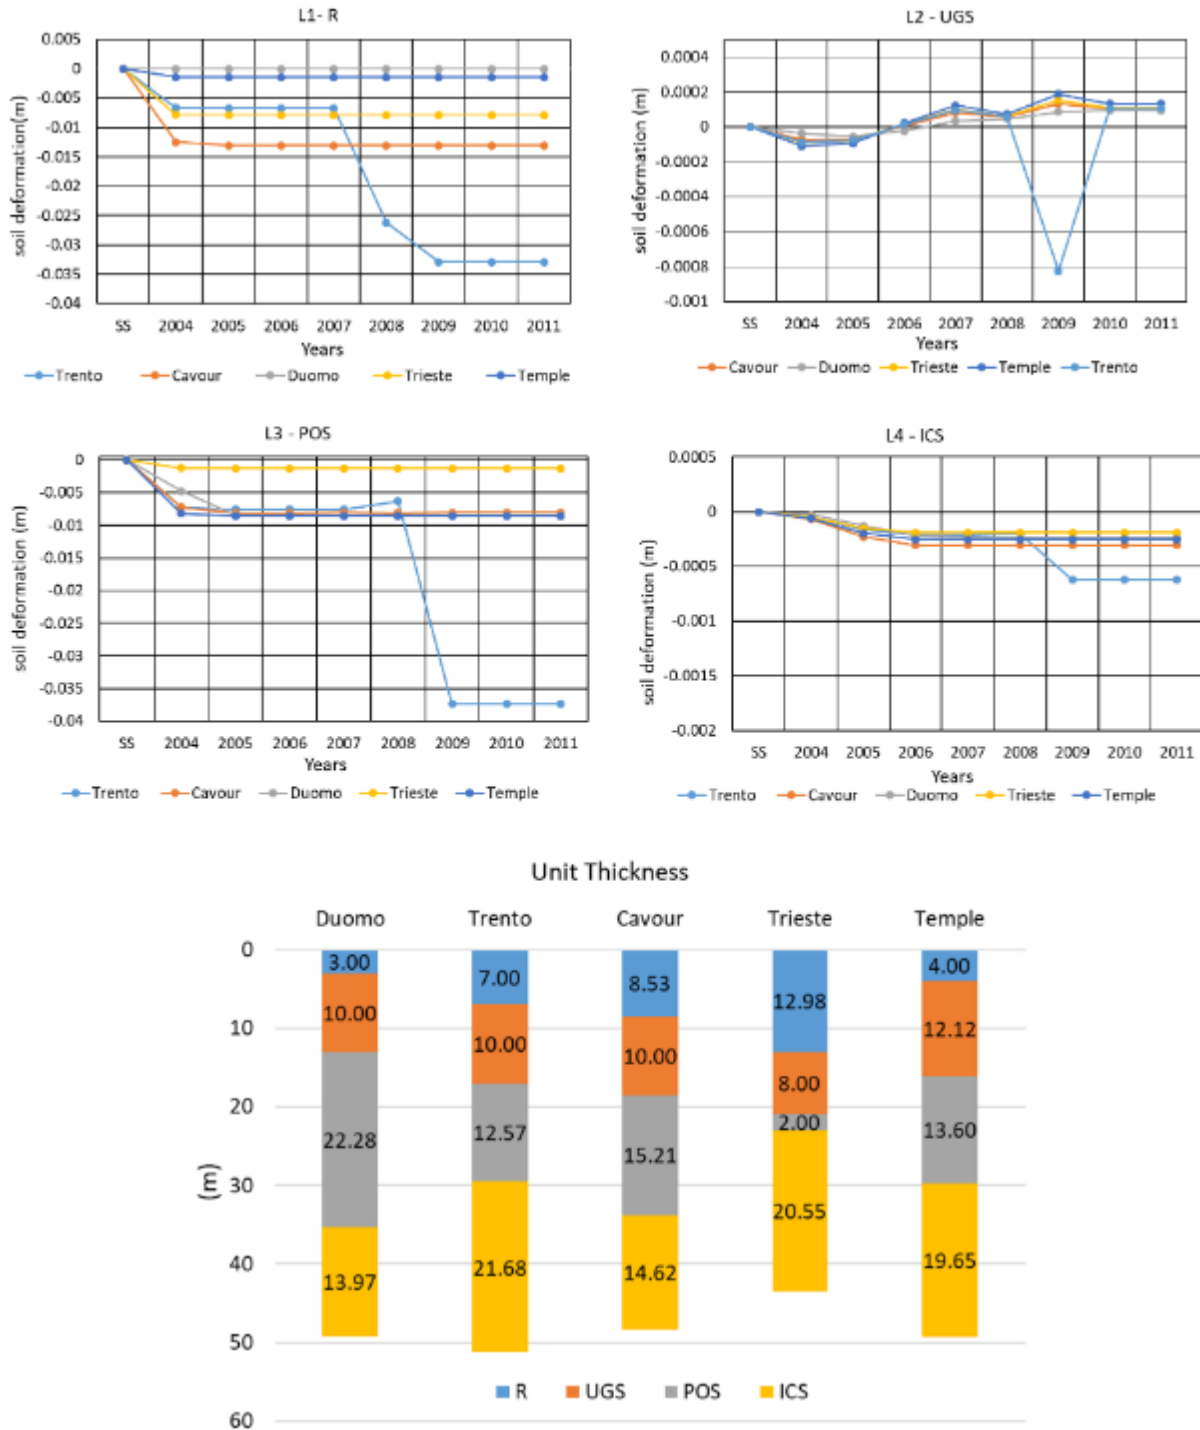 L1- R
soil deformation(m)
0.005
0
-0.005
-0.01
-0.015
-0.02
-0.025
-0.03
-0.035
-0.04
SS 2004 2005 2006 2007 2008 2009 2010 2011
Years
Trento Cavour Duomo Trieste Temple
L2 - UGS
soil deformation (m)
0.0004
0.0002
0
-0.0002
-0.0004
-0.0006
-0.0008
-0.001
SS 2004 2005 2006 2007 2008 2009 2010 2011
Years
Cavour Duomo Trieste Temple Trento
L3 - POS
soil deformation (m)
0
-0.005
-0.01
-0.015
-0.02
-0.025
-0.03
-0.035
-0.04
SS 2004 2005 2006 2007 2008 2009 2010 2011
Years
Trento Cavour Duomo Trieste Temple
L4 - ICS
soil deformation (m)
0.0005
0
-0.0005
-0.001
-0.0015
-0.002
SS 2004 2005 2006 2007 2008 2009 2010 2011
Years
Trento Cavour Duomo Trieste Temple
Unit Thickness
Duomo Trento Cavour Trieste Temple
(m)
0
10
20
30
40
50
60
3.00 7.00 8.53 12.98 4.00
10.00 10.00 10.00 8.00 12.12
22.28 12.57 15.21 2.00 13.60
13.97 21.68 14.62 20.55 19.65
R UGS POS ICS